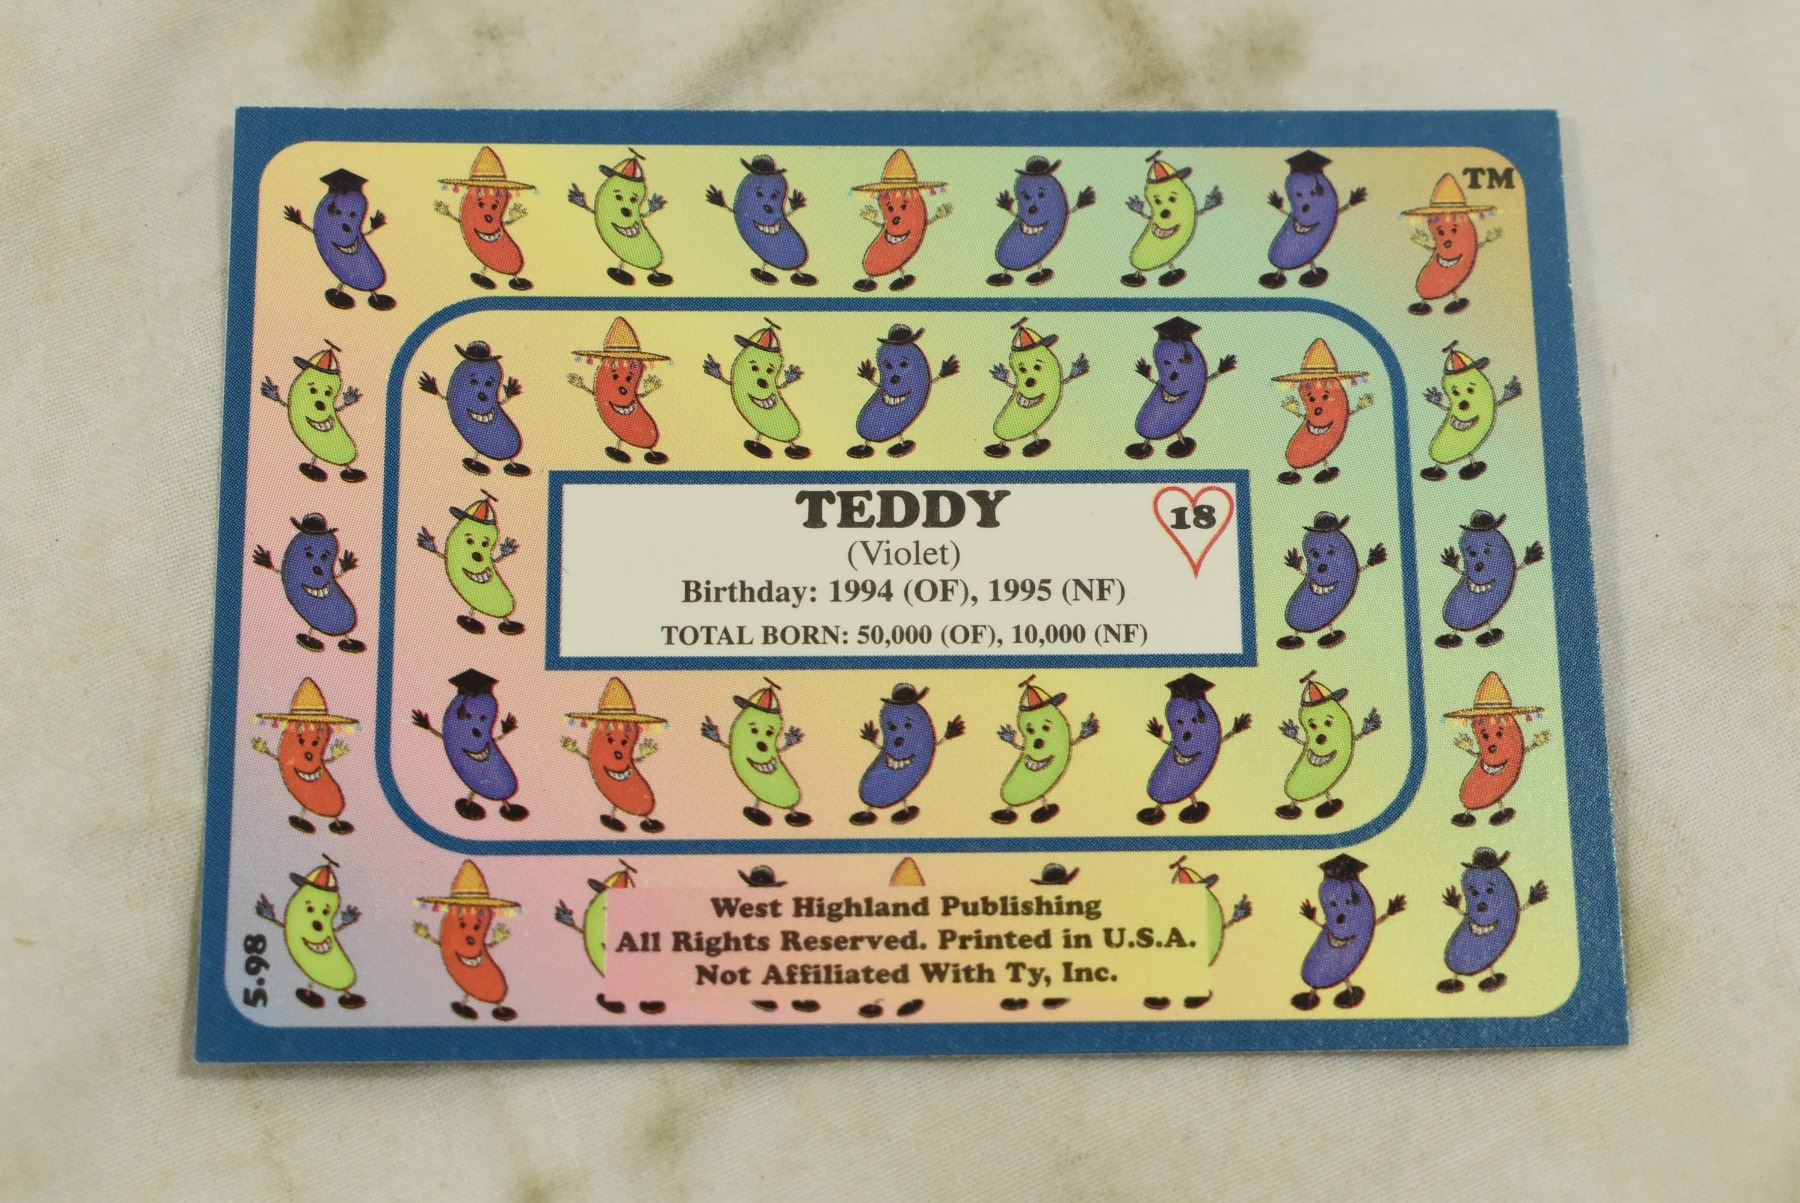 TM
TEDDY
18
(Violet)
Birthday: 1994 (OF), 1995 (NF)
TOTAL BORN: 50,000 (OF), 10,000 (NF)
West Highland Publishing
All Rights Reserved. Printed in U.S.A.
Not Affiliated With Ty, Inc.
5.98